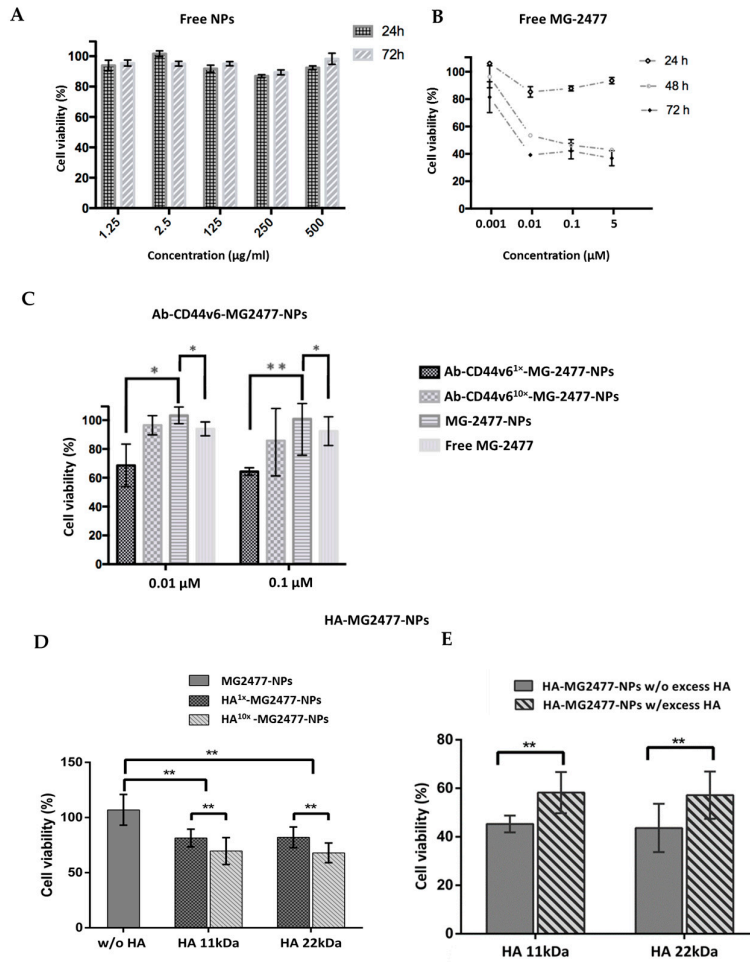 A
Free NPs
24h
72h
Cell viability (%)
100
80
60
40
20
0
1.25
2.5
125
250
500
Concentration (µg/ml)
B
Free MG-2477
24 h
48 h
72 h
Cell viability (%)
100
80
60
40
20
0
0.001
0.01
0.1
5
Concentration (µM)
C
Ab-CD44v6-MG2477-NPs
*
*
**
*
Ab-CD44v6¹ˣ-MG-2477-NPs
Ab-CD44v6¹⁰ˣ-MG-2477-NPs
MG-2477-NPs
Free MG-2477
Cell viability (%)
100
80
60
40
20
0
0.01 µM
0.1 µM
HA-MG2477-NPs
D
MG2477-NPs
HA¹ˣ-MG2477-NPs
HA¹⁰ˣ -MG2477-NPs
Cell viability (%)
150
100
50
0
**
**
**
**
w/o HA
HA 11kDa
HA 22kDa
E
HA-MG2477-NPs w/o excess HA
HA-MG2477-NPs w/excess HA
Cell viability (%)
80
60
40
20
0
**
**
HA 11kDa
HA 22kDa